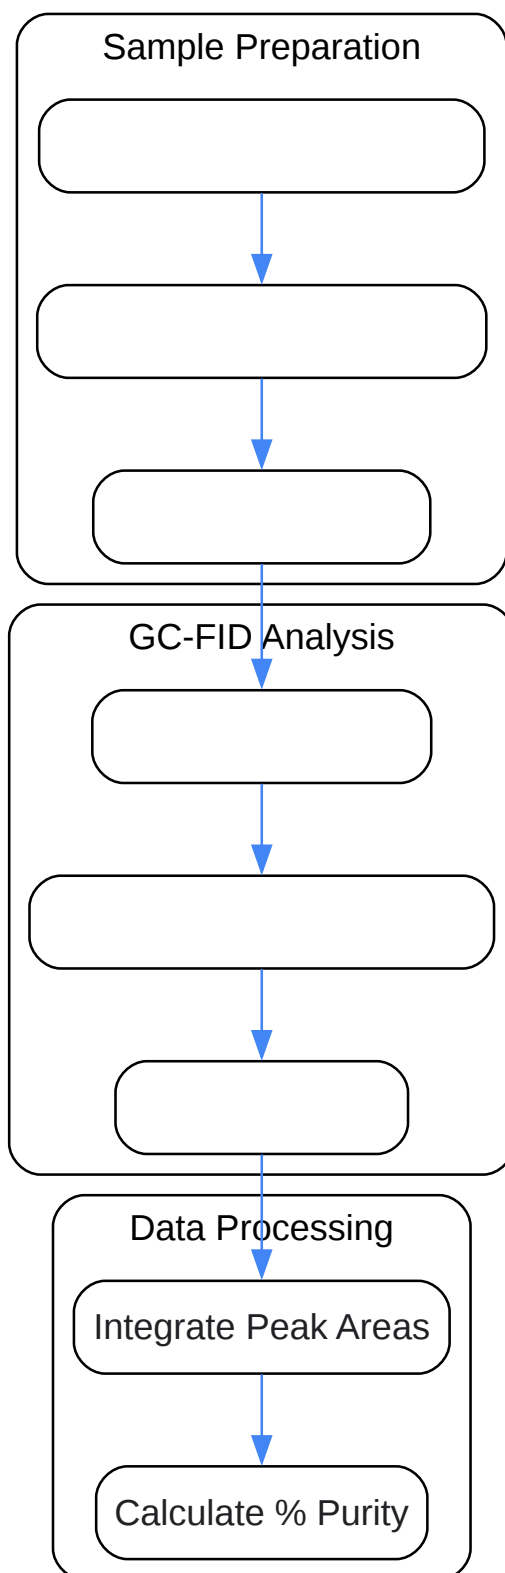 Sample Preparation
GC-FID Analysis
Data Processing
Integrate Peak Areas
Calculate % Purity